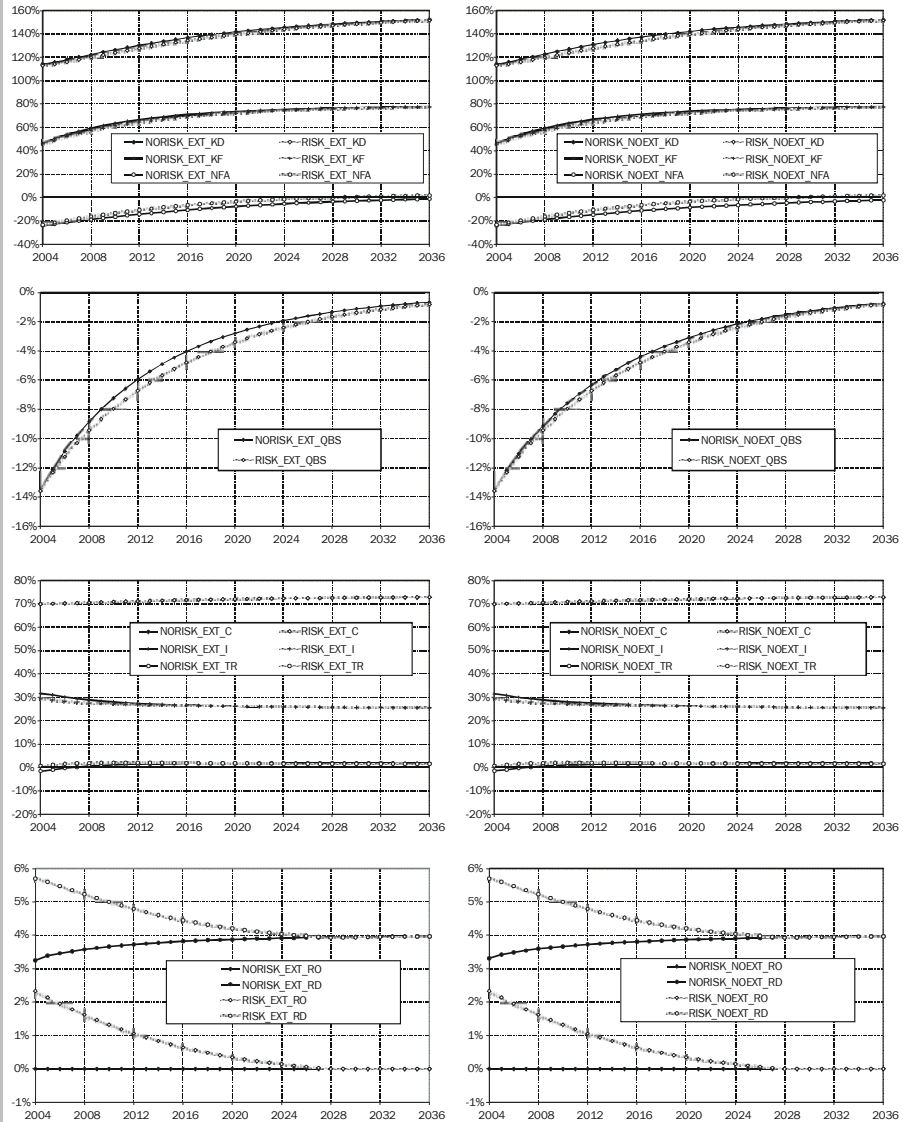 160%
140%
120%
100%
80%
60%
40%
20%
0%
-20%
-40%
NORISK_EXT_KD RISK_EXT_KD
NORISK_EXT_KF RISK_EXT_KF
NORISK_EXT_NFA RISK_EXT_NFA
2004 2008 2012 2016 2020 2024 2028 2032 2036
160%
140%
120%
100%
80%
60%
40%
20%
0%
-20%
-40%
NORISK_NOEXT_KD RISK_NOEXT_KD
NORISK_NOEXT_KF RISK_NOEXT_KF
NORISK_NOEXT_NFA RISK_NOEXT_NFA
2004 2008 2012 2016 2020 2024 2028 2032 2036
0%
-2%
-4%
-6%
-8%
-10%
-12%
-14%
-16%
NORISK_EXT_QBS
RISK_EXT_QBS
2004 2008 2012 2016 2020 2024 2028 2032 2036
0%
-2%
-4%
-6%
-8%
-10%
-12%
-14%
-16%
NORISK_NOEXT_QBS
RISK_NOEXT_QBS
2004 2008 2012 2016 2020 2024 2028 2032 2036
80%
70%
60%
50%
40%
30%
20%
10%
0%
-10%
-20%
NORISK_EXT_C RISK_EXT_C
NORISK_EXT_I RISK_EXT_I
NORISK_EXT_TR RISK_EXT_TR
2004 2008 2012 2016 2020 2024 2028 2032 2036
80%
70%
60%
50%
40%
30%
20%
10%
0%
-10%
-20%
NORISK_NOEXT_C RISK_NOEXT_C
NORISK_NOEXT_I RISK_NOEXT_I
NORISK_NOEXT_TR RISK_NOEXT_TR
2004 2008 2012 2016 2020 2024 2028 2032 2036
6%
5%
4%
3%
2%
1%
0%
-1%
NORISK_EXT_RO
NORISK_EXT_RD
RISK_EXT_RO
RISK_EXT_RD
2004 2008 2012 2016 2020 2024 2028 2032 2036
6%
5%
4%
3%
2%
1%
0%
-1%
NORISK_NOEXT_RO
NORISK_NOEXT_RD
RISK_NOEXT_RO
RISK_NOEXT_RD
2004 2008 2012 2016 2020 2024 2028 2032 2036